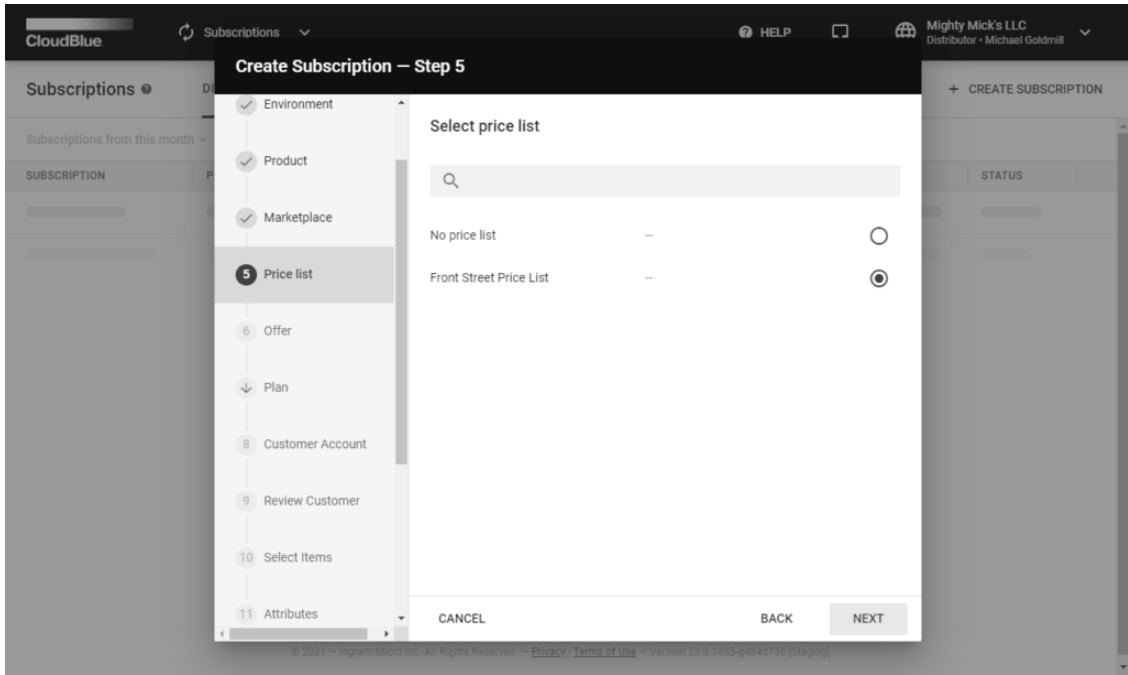 CloudBlue
Subscriptions
HELP
Mighty Mick's LLC
Distributor • Michael Goldmill
Create Subscription — Step 5
Subscriptions
DI
+ CREATE SUBSCRIPTION
Subscriptions from this month
SUBSCRIPTION
P
STATUS
Environment
Product
Marketplace
5 Price list
6 Offer
Plan
8 Customer Account
9 Review Customer
10 Select Items
11 Attributes
Select price list
No price list –
Front Street Price List –
CANCEL
BACK
NEXT
© 2021 — Ingram Micro Inc. All Rights Reserved. — Privacy | Terms of Use — Version 23.0.1463-g484d736 [Staging]